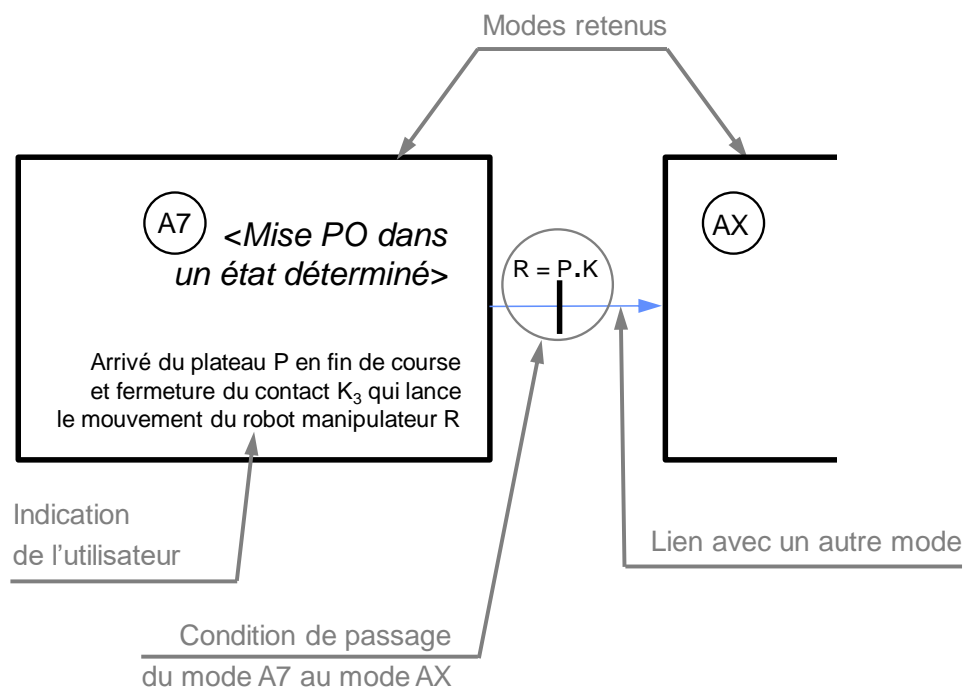 Modes retenus
A7
<Mise PO dans
un état déterminé>
Arrivé du plateau P en fin de course
et fermeture du contact K₃ qui lance
le mouvement du robot manipulateur R
R = P.K
AX
Indication
de l'utilisateur
Lien avec un autre mode
Condition de passage
du mode A7 au mode AX